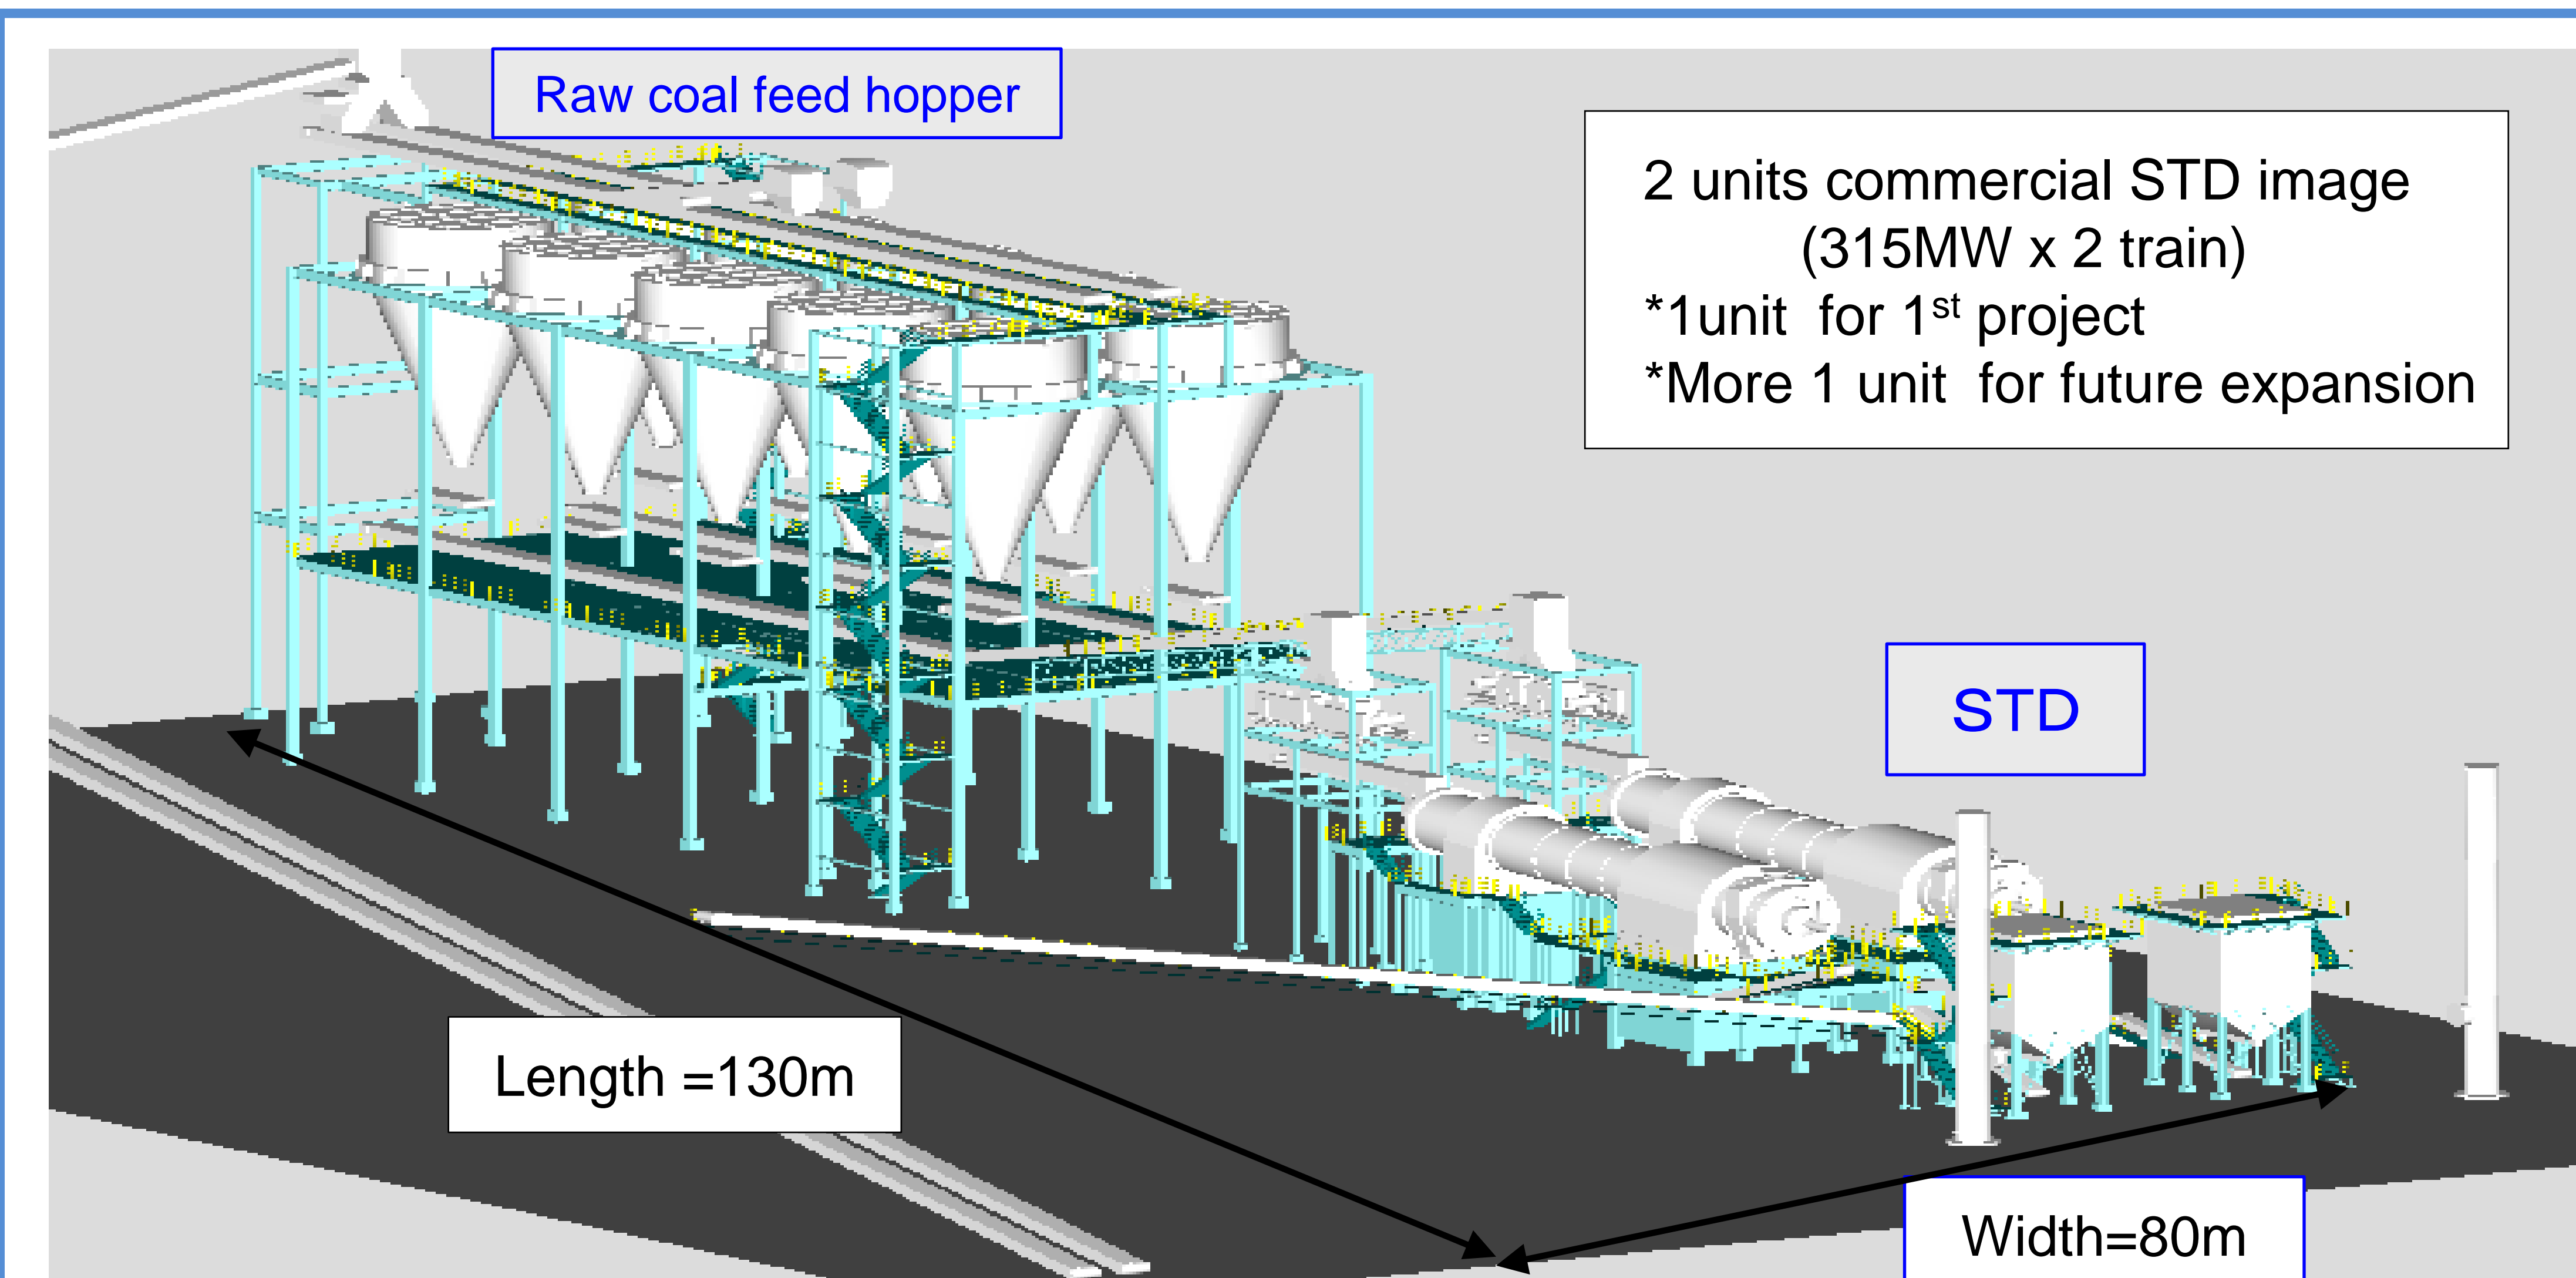 Raw coal feed hopper
2 units commercial STD image
(315MW x 2 train)
*1unit for 1st project
*More 1 unit for future expansion
STD
Length =130m
Width=80m